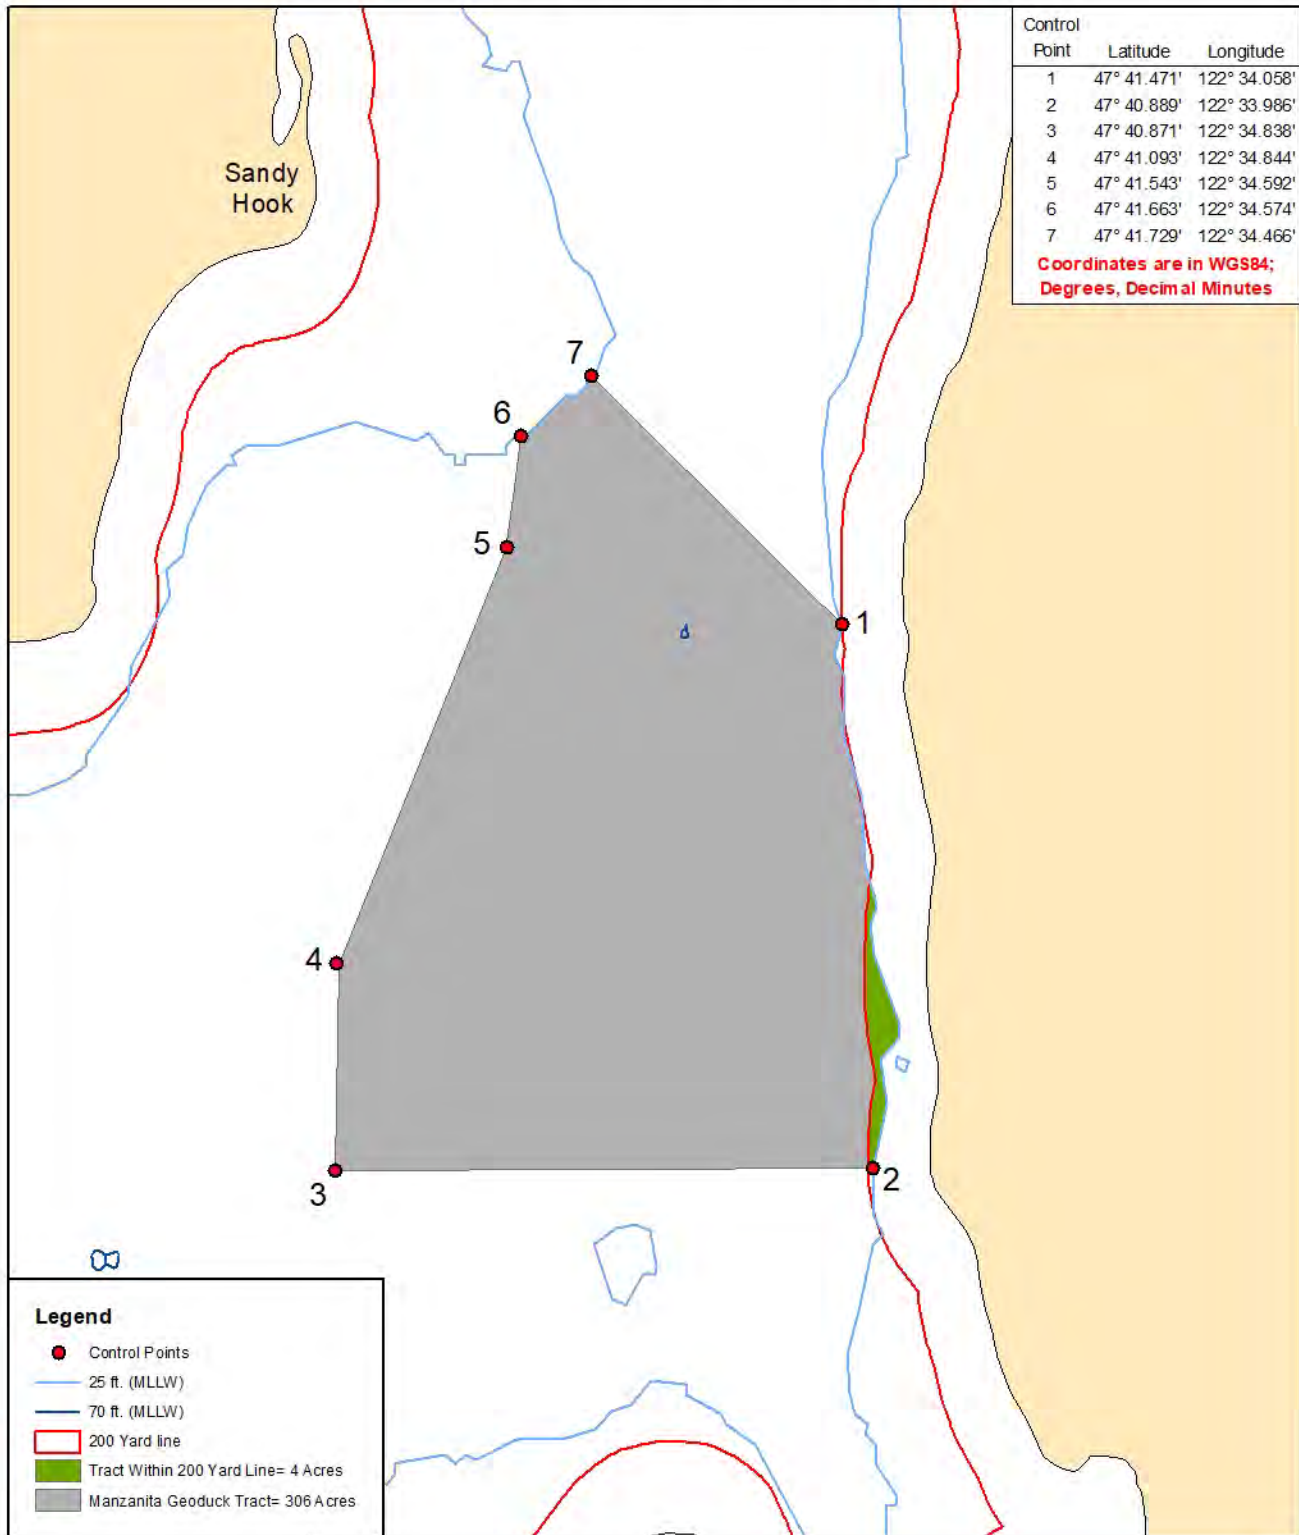 Control
Point Latitude Longitude
1 47° 41.471' 122° 34.058'
2 47° 40.889' 122° 33.986'
3 47° 40.871' 122° 34.838'
4 47° 41.093' 122° 34.844'
5 47° 41.543' 122° 34.592'
6 47° 41.663' 122° 34.574'
7 47° 41.729' 122° 34.466'
Coordinates are in WGS84;
Degrees, Decimal Minutes
Sandy
Hook
7
6
5
1
4
3
2
Legend
Control Points
25 ft. (MLLW)
70 ft. (MLLW)
200 Yard line
Tract Within 200 Yard Line= 4 Acres
Manzanita Geoduck Tract= 306 Acres